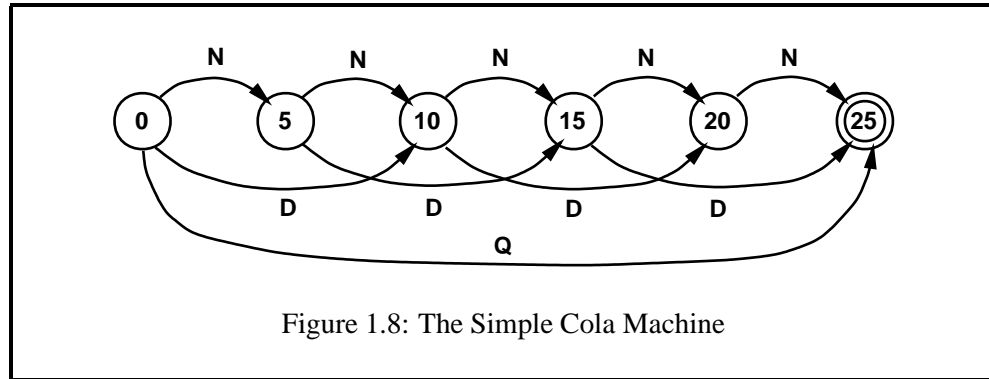 N N N N N
0 5 10 15 20 25
D D D D
Q
Figure 1.8: The Simple Cola Machine